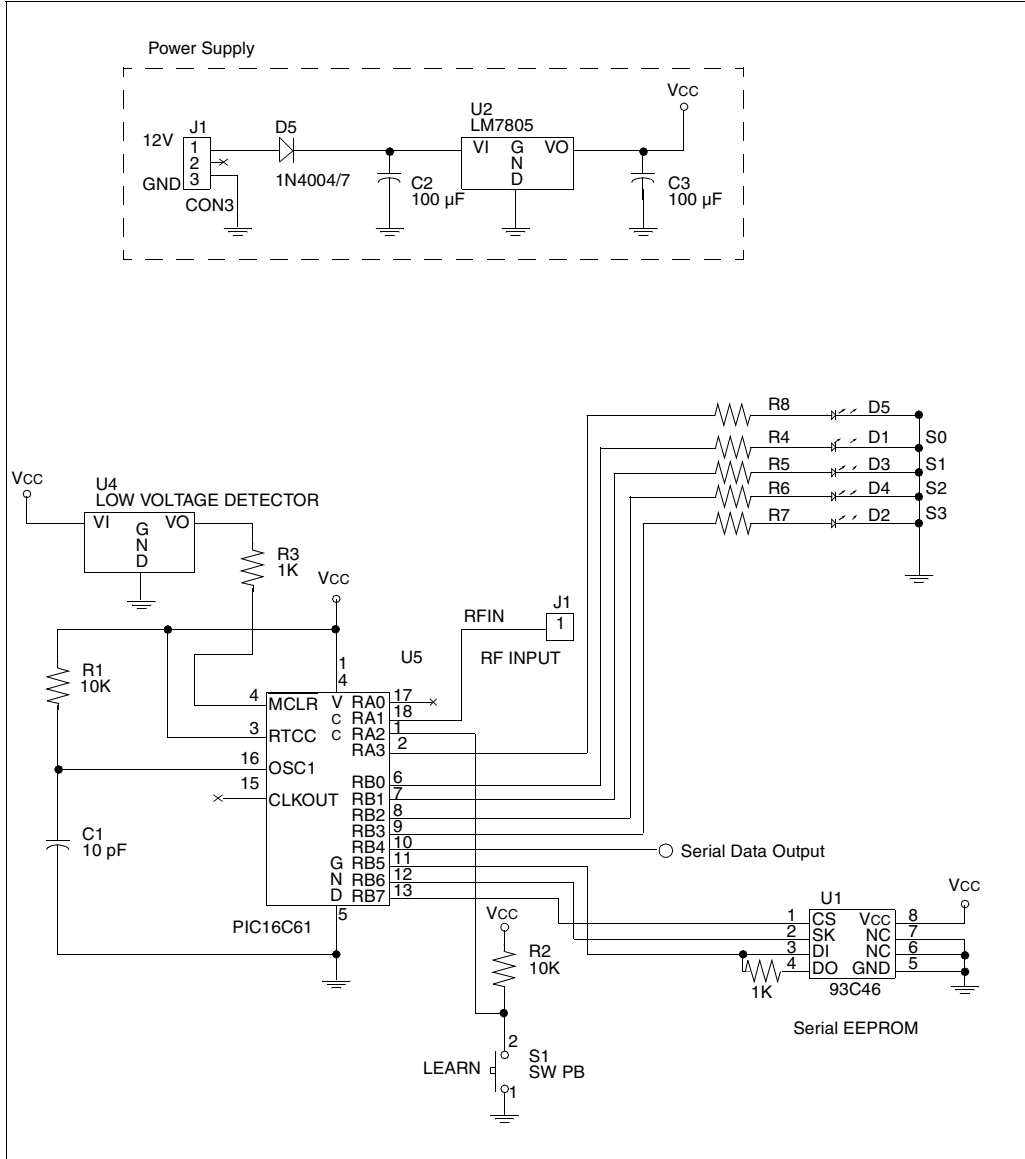 Power Supply
VCC
J1
D5
U2
LM7805
12V
1
2
3
GND
CON3
1N4004/7
VI
GND
VO
C2
100 µF
C3
100 µF
R8
D5
R4
D1
S0
R5
D3
S1
R6
D4
S2
R7
D2
S3
VCC
U4
LOW VOLTAGE DETECTOR
VI
GND
VO
R3
1K
VCC
RFIN
J1
1
RF INPUT
R1
10K
1
4
U5
4
MCLR
VCC
RA0
17
RA1
18
3
RTCC
RA2
1
RA3
2
16
OSC1
RB0
6
15
CLKOUT
RB1
7
RB2
8
RB3
9
C1
10 pF
RB4
10
Serial Data Output
GND
RB5
11
RB6
12
RB7
13
5
PIC16C61
VCC
R2
10K
U1
VCC
1
CS
VCC
8
2
SK
NC
7
3
DI
NC
6
4
DO
GND
5
1K
93C46
Serial EEPROM
2
LEARN
S1
SW PB
1